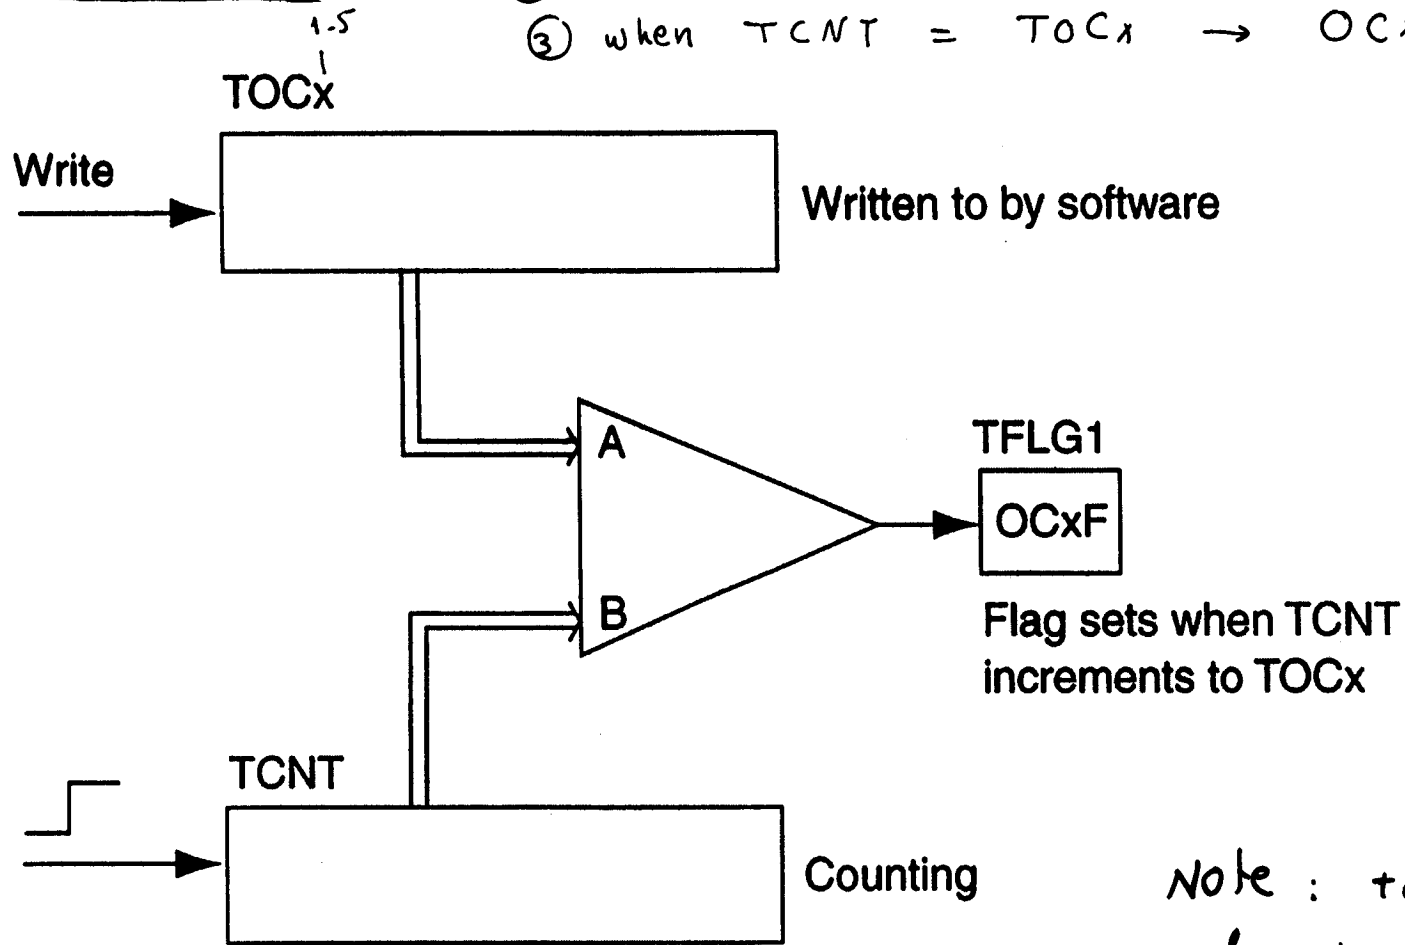 1-5
③ when TCNT = TOCx → OC
TOCx
Write
Written to by software
A
TFLG1
OCxF
B
Flag sets when TCNT
increments to TOCx
TCNT
Counting
Note :